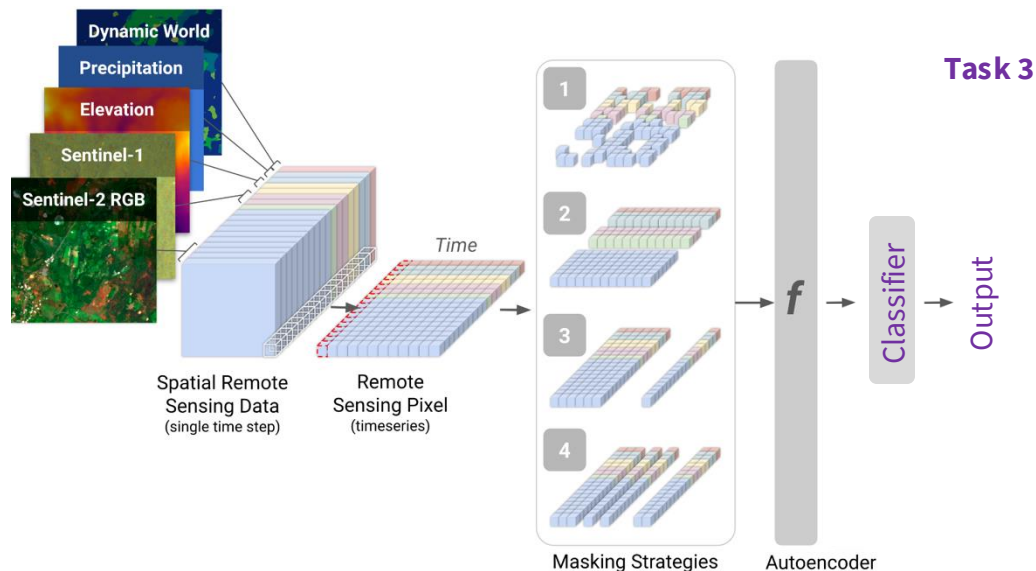 Dynamic World
Precipitation
Elevation
Sentinel-1
Sentinel-2 RGB
Time
Spatial Remote
Sensing Data
(single time step)
Remote
Sensing Pixel
(timeseries)
1
2
3
4
Masking Strategies
f
Autoencoder
Classifier
Output
Task 3